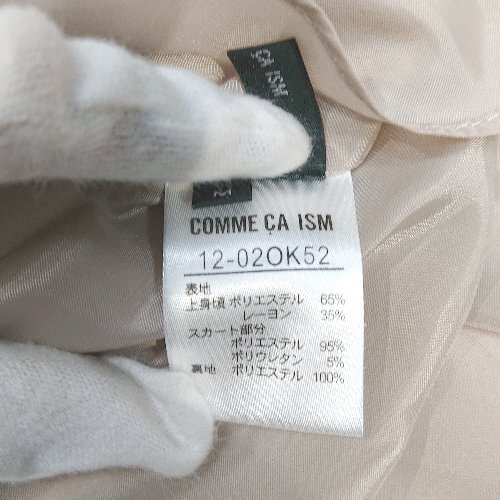 ÇA ISM
COMME ÇA ISM
12-02OK52
表地
上身頃 ポリエステル 65%
レーヨン 35%
スカート部分
ポリエステル 95%
ポリウレタン 5%
裏地 ポリエステル 100%